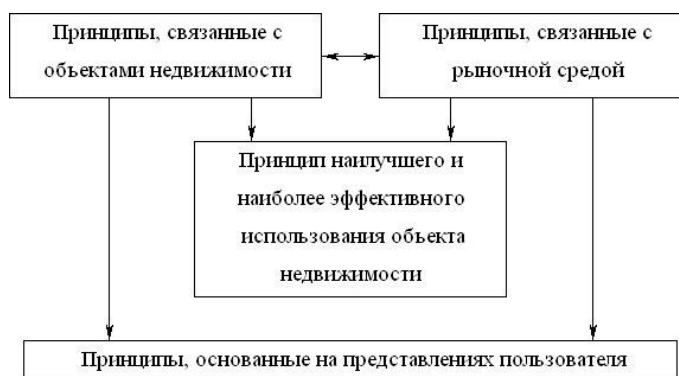 Принципы, связанные с
объектами недвижимости
Принципы, связанные с
рыночной средой
Принцип наилучшего и
наиболее эффективного
использования объекта
недвижимости
Принципы, основанные на представлениях пользователя